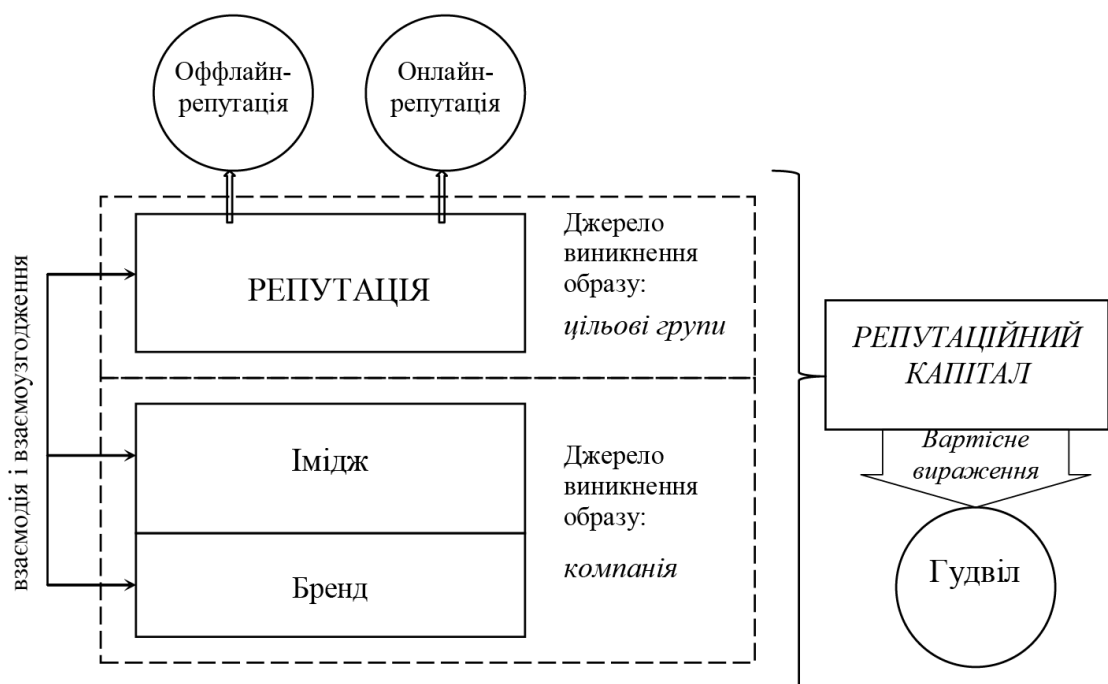 Оффлайн-
репутація
Онлайн-
репутація
взаємодія і взаємоузгодження
РЕПУТАЦІЯ
Джерело
виникнення
образу:
цільові групи
Імідж
Бренд
Джерело
виникнення
образу:
компанія
РЕПУТАЦІЙНИЙ
КАПІТАЛ
Вартісне
вираження
Гудвіл